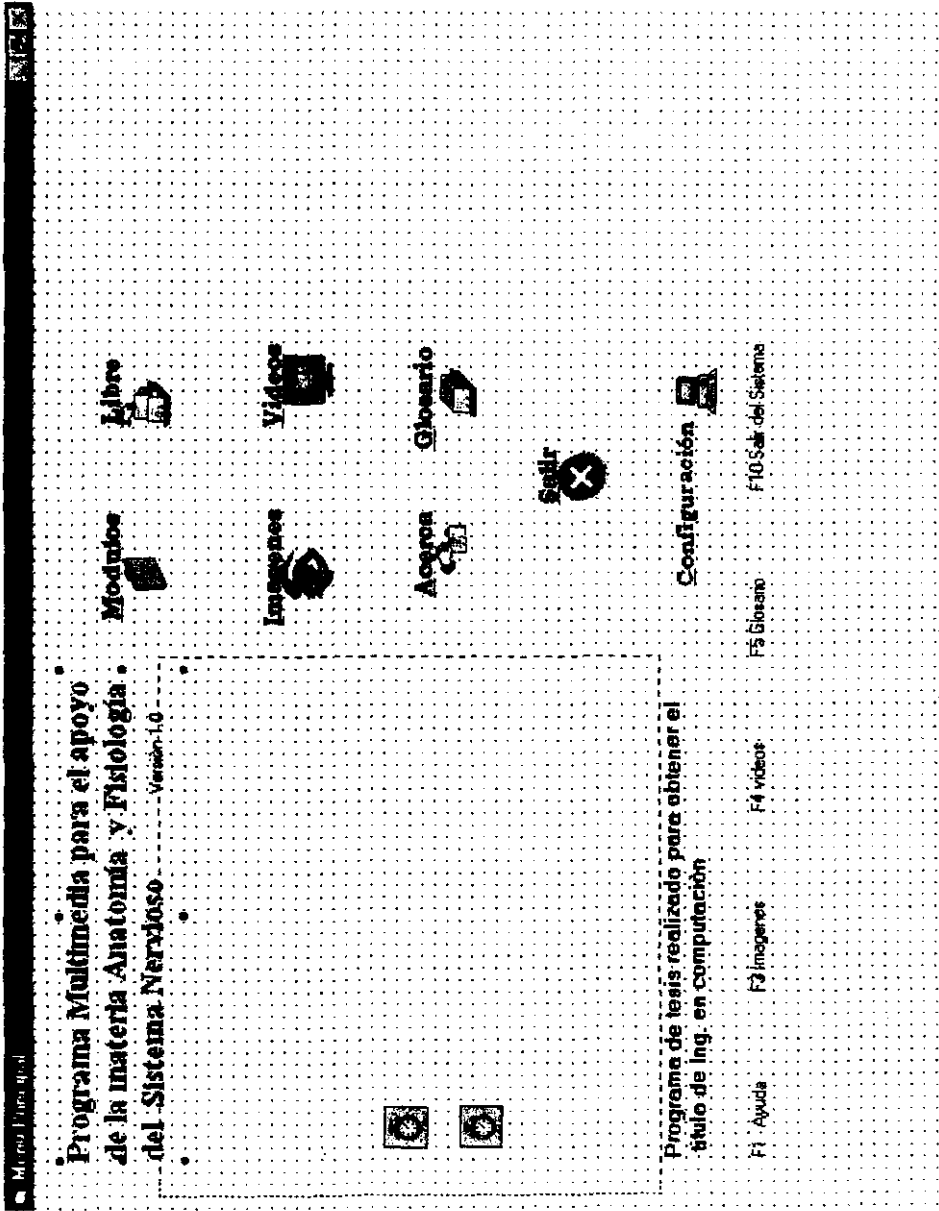 Menú Principal
Programa Multimedia para el apoyo
de la materia Anatomía y Fisiología
del Sistema Nervioso
Versión 1.0
Modulos
Libro
Imagenes
Videos
Acerca
Glosario
Salir
Configuración
Programa de tesis realizado para obtener el
título de Ing. en computación
F1 Ayuda
F3 Imagenes
F4 videos
F5 Glosario
F10 Salir del Sistema